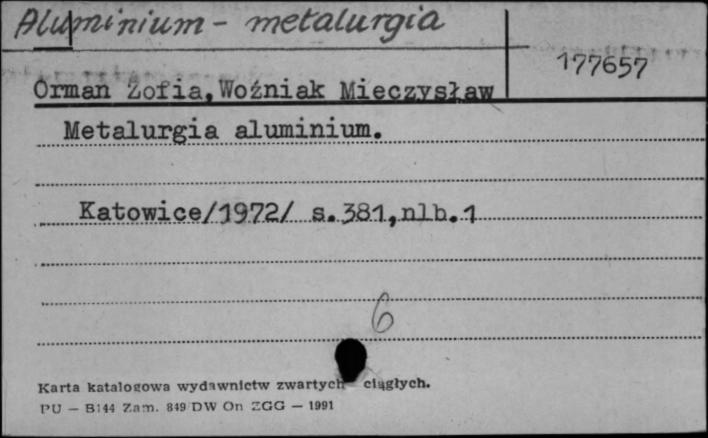 Aluminium - metalurgia
177657
Orman Zofia,Woźniak Mieczysław
Metalurgia aluminium.
Katowice/1972/ s.381,nlb.1
6
Karta katalogowa wydawnictw zwartych ciągłych.
PU — B144 Zam. 849 DW On ZGG — 1991